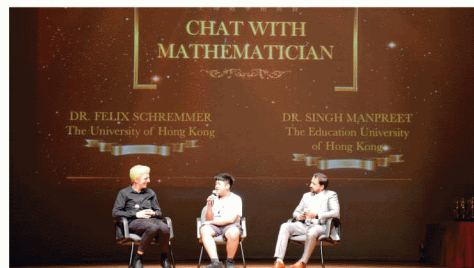 CHAT WITH
MATHEMATICIAN
DR. FELIX SCHREMMER
The University of Hong Kong
DR. SINGH MANPREET
The Education University
of Hong Kong